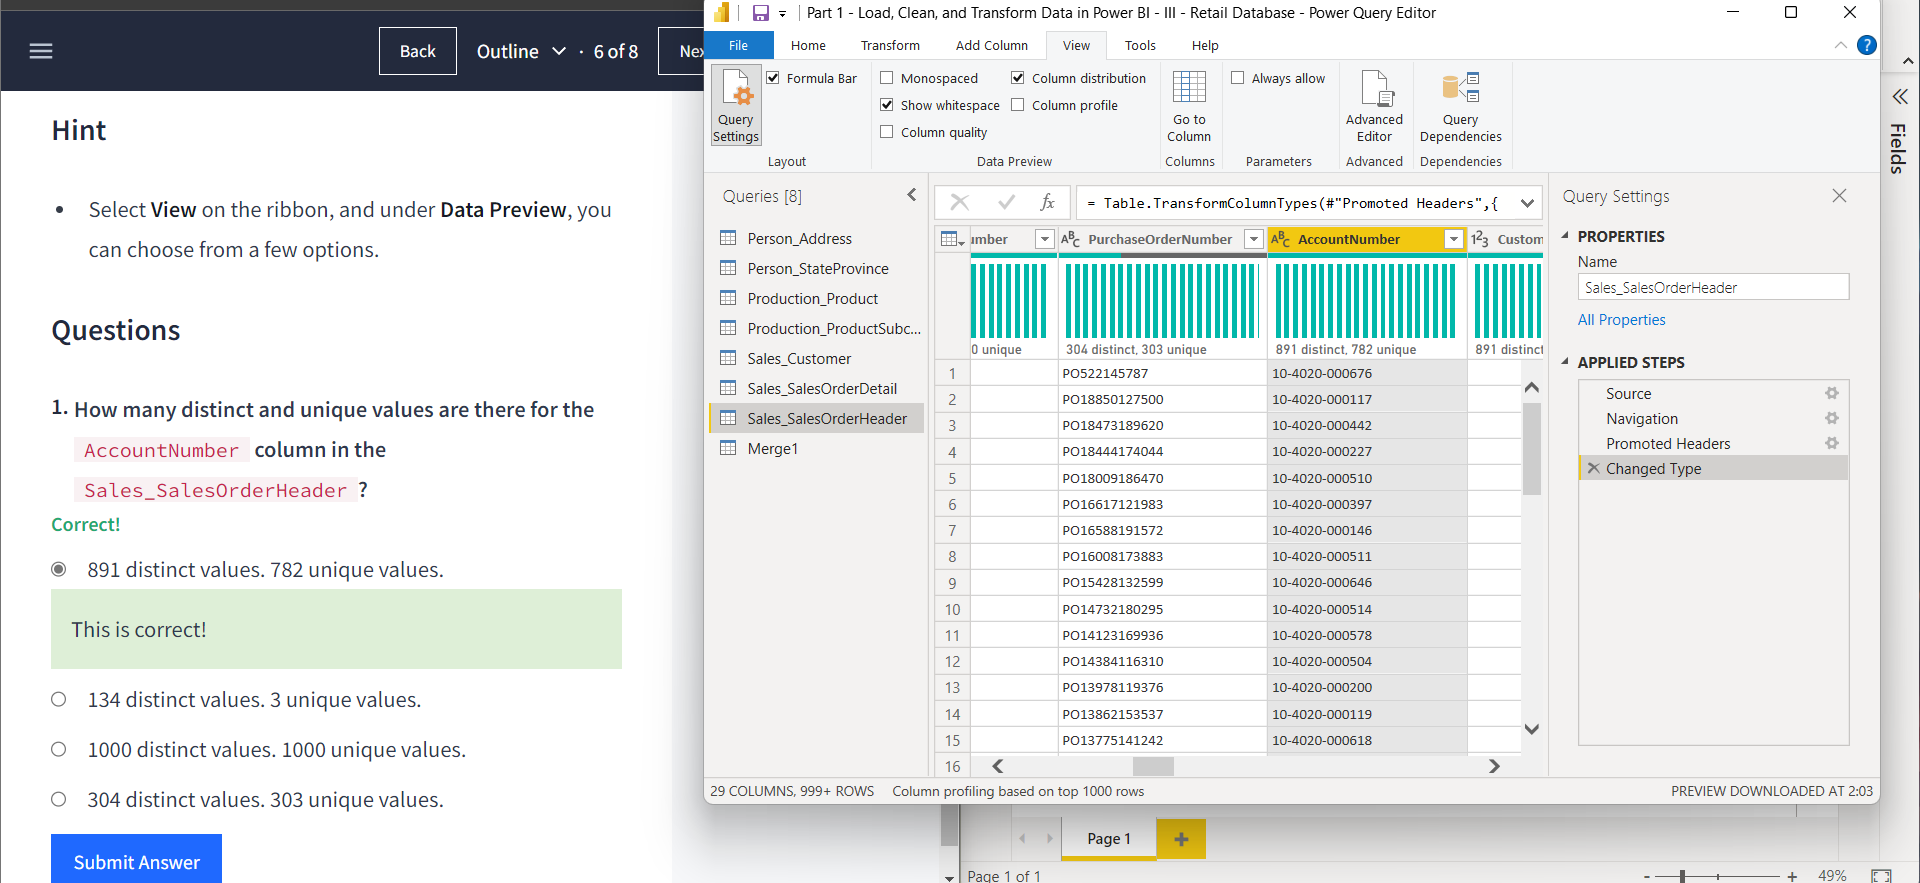 Back
Outline
· 6 of 8
Hint
Select View on the ribbon, and under Data Preview, you
can choose from a few options.
Questions
1. How many distinct and unique values are there for the
AccountNumber column in the
Sales_SalesOrderHeader ?
Correct!
891 distinct values. 782 unique values.
This is correct!
134 distinct values. 3 unique values.
1000 distinct values. 1000 unique values.
304 distinct values. 303 unique values.
Submit Answer
Part 1 - Load, Clean, and Transform Data in Power BI - III - Retail Database - Power Query Editor
File
Home
Transform
Add Column
View
Tools
Help
?
Query
Settings
Formula Bar
Layout
Monospaced
Show whitespace
Column quality
Column distribution
Column profile
Data Preview
Go to
Column
Columns
Always allow
Parameters
Advanced
Editor
Advanced
Query
Dependencies
Dependencies
Queries [8]
Person_Address
Person_StateProvince
Production_Product
Production_ProductSubc...
Sales_Customer
Sales_SalesOrderDetail
Sales_SalesOrderHeader
Merge1
fx
= Table.TransformColumnTypes(#"Promoted Headers",{
umber
ABC PurchaseOrderNumber
ABC AccountNumber
123 Custom
0 unique
304 distinct, 303 unique
891 distinct, 782 unique
891 distinct
1 PO522145787 10-4020-000676
2 PO18850127500 10-4020-000117
3 PO18473189620 10-4020-000442
4 PO18444174044 10-4020-000227
5 PO18009186470 10-4020-000510
6 PO16617121983 10-4020-000397
7 PO16588191572 10-4020-000146
8 PO16008173883 10-4020-000511
9 PO15428132599 10-4020-000646
10 PO14732180295 10-4020-000514
11 PO14123169936 10-4020-000578
12 PO14384116310 10-4020-000504
13 PO13978119376 10-4020-000200
14 PO13862153537 10-4020-000119
15 PO13775141242 10-4020-000618
16
Query Settings
PROPERTIES
Name
Sales_SalesOrderHeader
All Properties
APPLIED STEPS
Source
Navigation
Promoted Headers
Changed Type
29 COLUMNS, 999+ ROWS
Column profiling based on top 1000 rows
PREVIEW DOWNLOADED AT 2:03
Fields
Page 1
+
Page 1 of 1
- + 49%